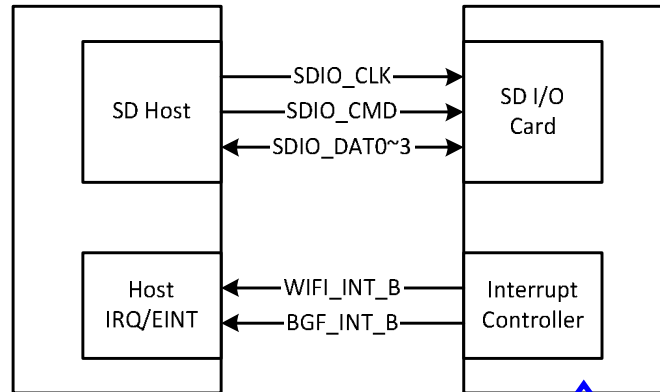 SD Host
SDIO_CLK
SDIO_CMD
SDIO_DAT0~3
SD I/O
Card
Host
IRQ/EINT
WIFI_INT_B
BGF_INT_B
Interrupt
Controller